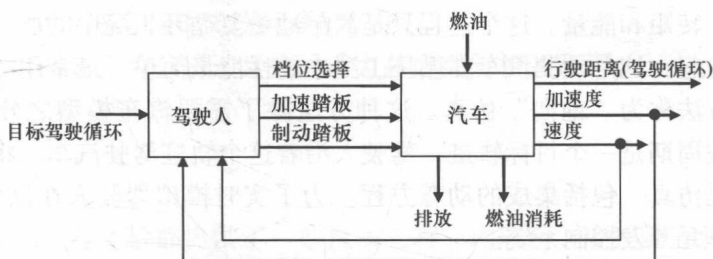 燃油
档位选择
行驶距离(驾驶循环)
加速踏板
加速度
目标驾驶循环
驾驶人
汽车
制动踏板
速度
排放
燃油消耗